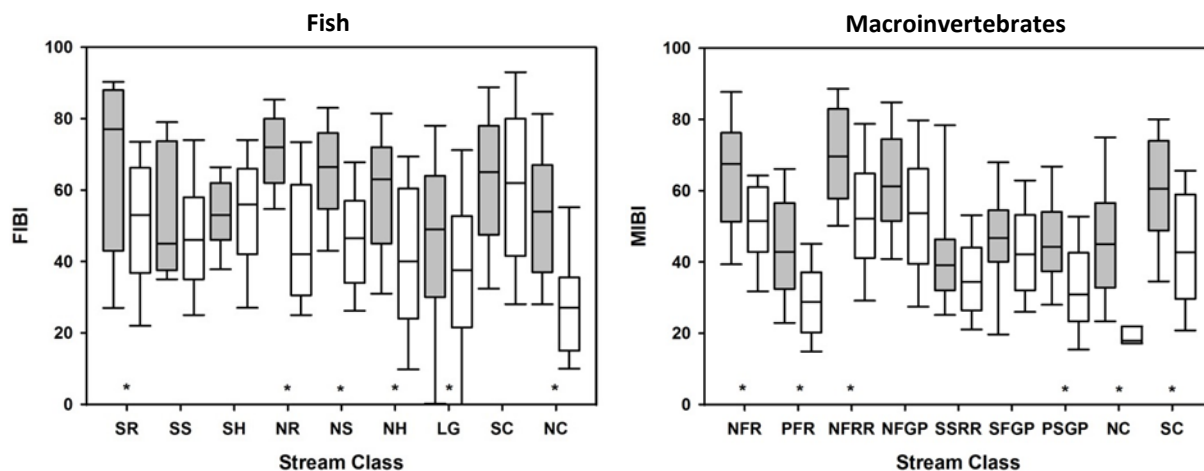 Fish
100
80
60
40
20
0
FIBI
* * * * * *
SR SS SH NR NS NH LG SC NC
Stream Class
Macroinvertebrates
100
80
60
40
20
0
MIBI
* * * * * *
NFR PFR NFRR NFGP SSRR SFGP PSGP NC SC
Stream Class